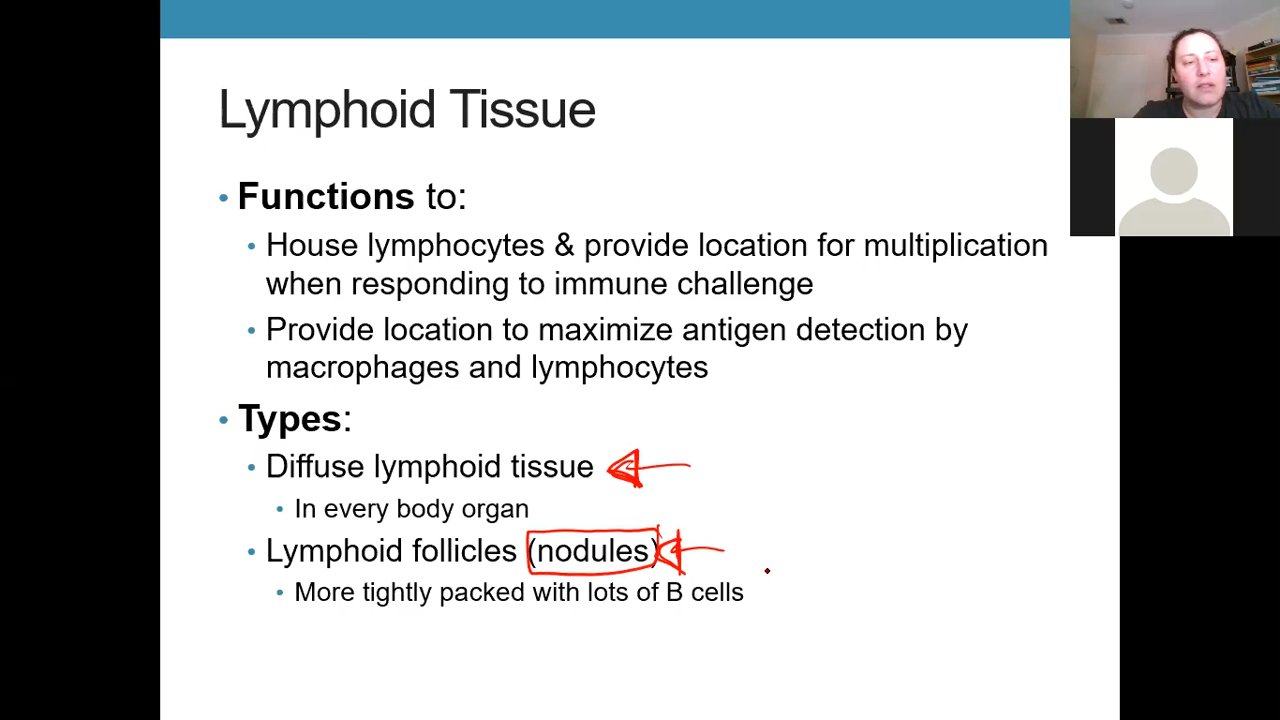 Lymphoid Tissue
• Functions to:
• House lymphocytes & provide location for multiplication
when responding to immune challenge
• Provide location to maximize antigen detection by
macrophages and lymphocytes
• Types:
• Diffuse lymphoid tissue
• In every body organ
• Lymphoid follicles (nodules)
• More tightly packed with lots of B cells